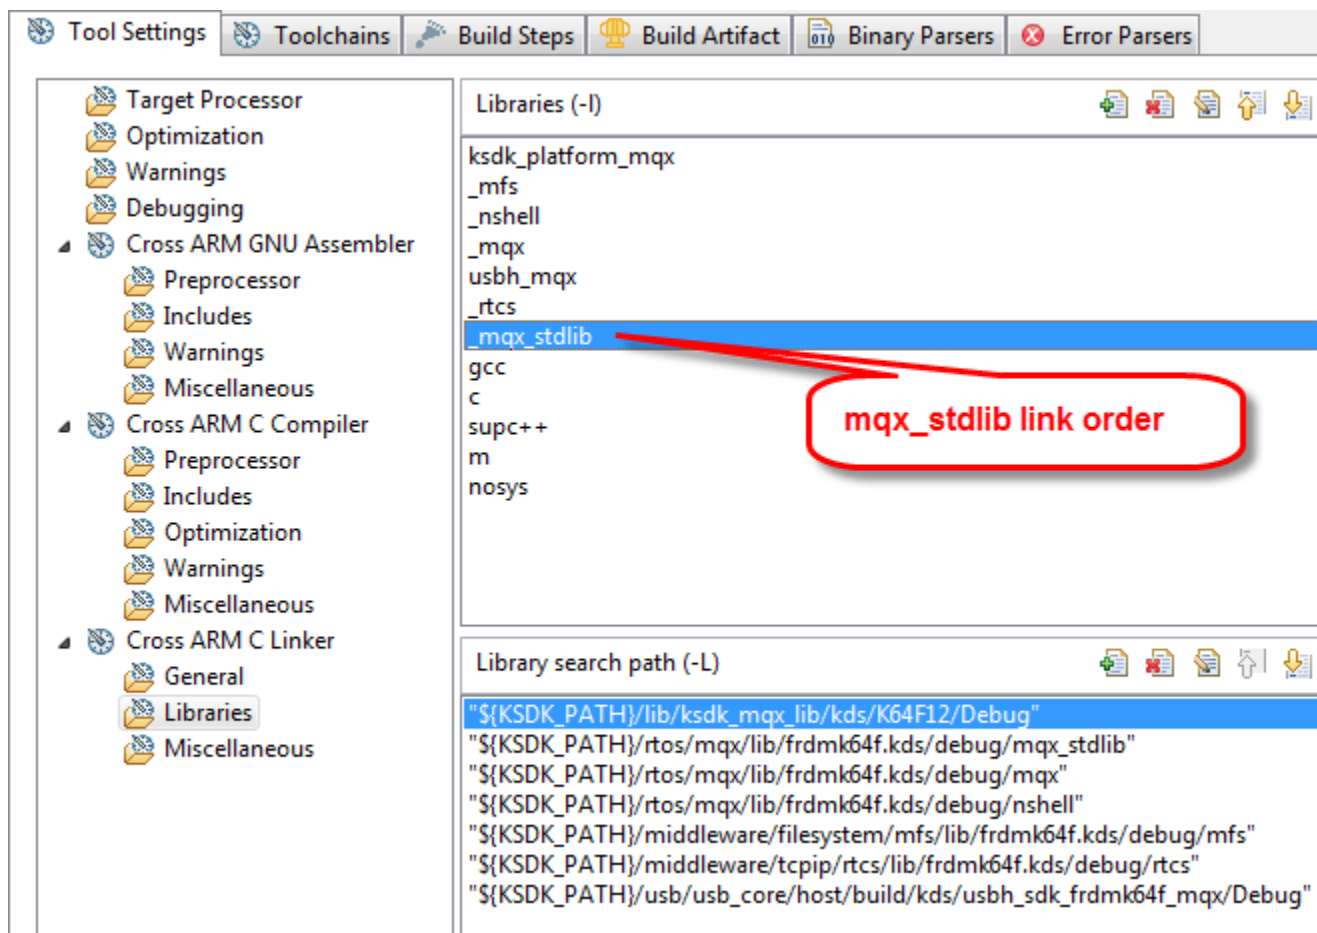 Tool Settings Toolchains Build Steps Build Artifact 010 Binary Parsers Error Parsers
Target Processor
Optimization
Warnings
Debugging
Cross ARM GNU Assembler
Preprocessor
Includes
Warnings
Miscellaneous
Cross ARM C Compiler
Preprocessor
Includes
Optimization
Warnings
Miscellaneous
Cross ARM C Linker
General
Libraries
Miscellaneous
Libraries (-l)
ksdk_platform_mqx
_mfs
_nshell
_mqx
usbh_mqx
_rtcs
_mqx_stdlib
gcc
c
supc++
m
nosys
mqx_stdlib link order
Library search path (-L)
"${KSDK_PATH}/lib/ksdk_mqx_lib/kds/K64F12/Debug"
"${KSDK_PATH}/rtos/mqx/lib/frdmk64f.kds/debug/mqx_stdlib"
"${KSDK_PATH}/rtos/mqx/lib/frdmk64f.kds/debug/mqx"
"${KSDK_PATH}/rtos/mqx/lib/frdmk64f.kds/debug/nshell"
"${KSDK_PATH}/middleware/filesystem/mfs/lib/frdmk64f.kds/debug/mfs"
"${KSDK_PATH}/middleware/tcpip/rtcs/lib/frdmk64f.kds/debug/rtcs"
"${KSDK_PATH}/usb/usb_core/host/build/kds/usbh_sdk_frdmk64f_mqx/Debug"